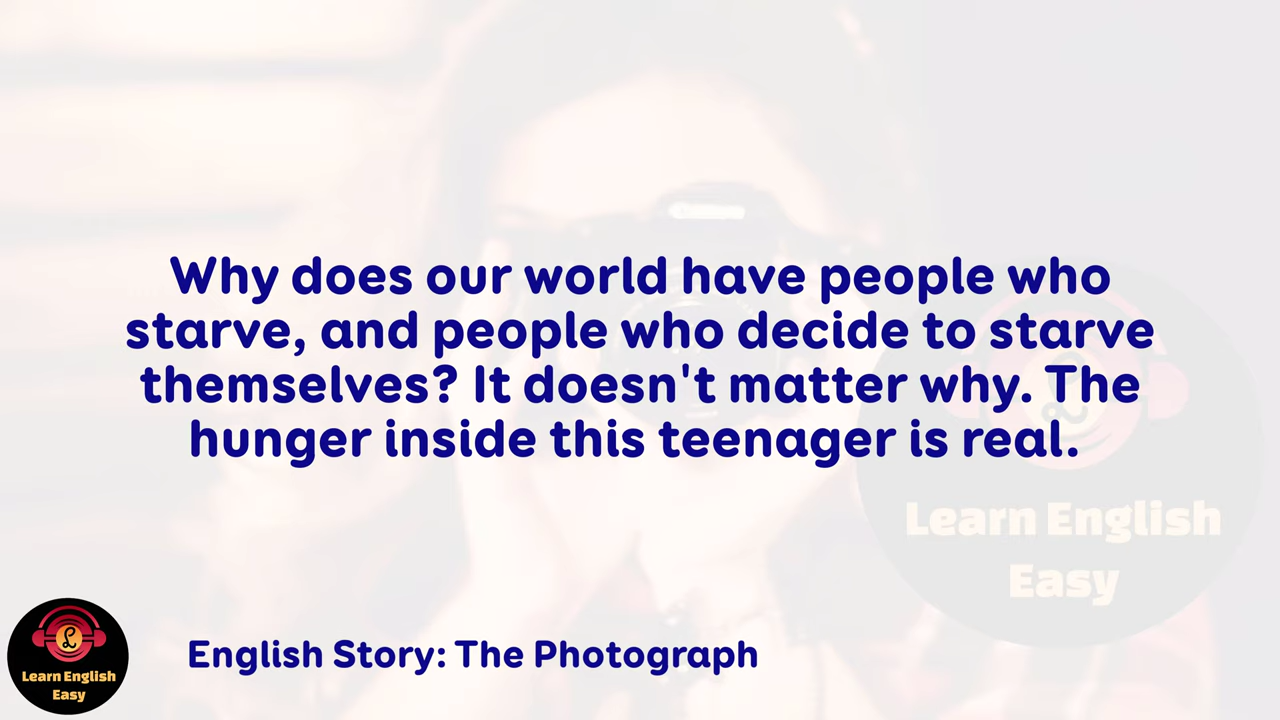 Why does our world have people who
starve, and people who decide to starve
themselves? It doesn't matter why. The
hunger inside this teenager is real.
Learn English
Easy
English Story: The Photograph
Learn English
Easy